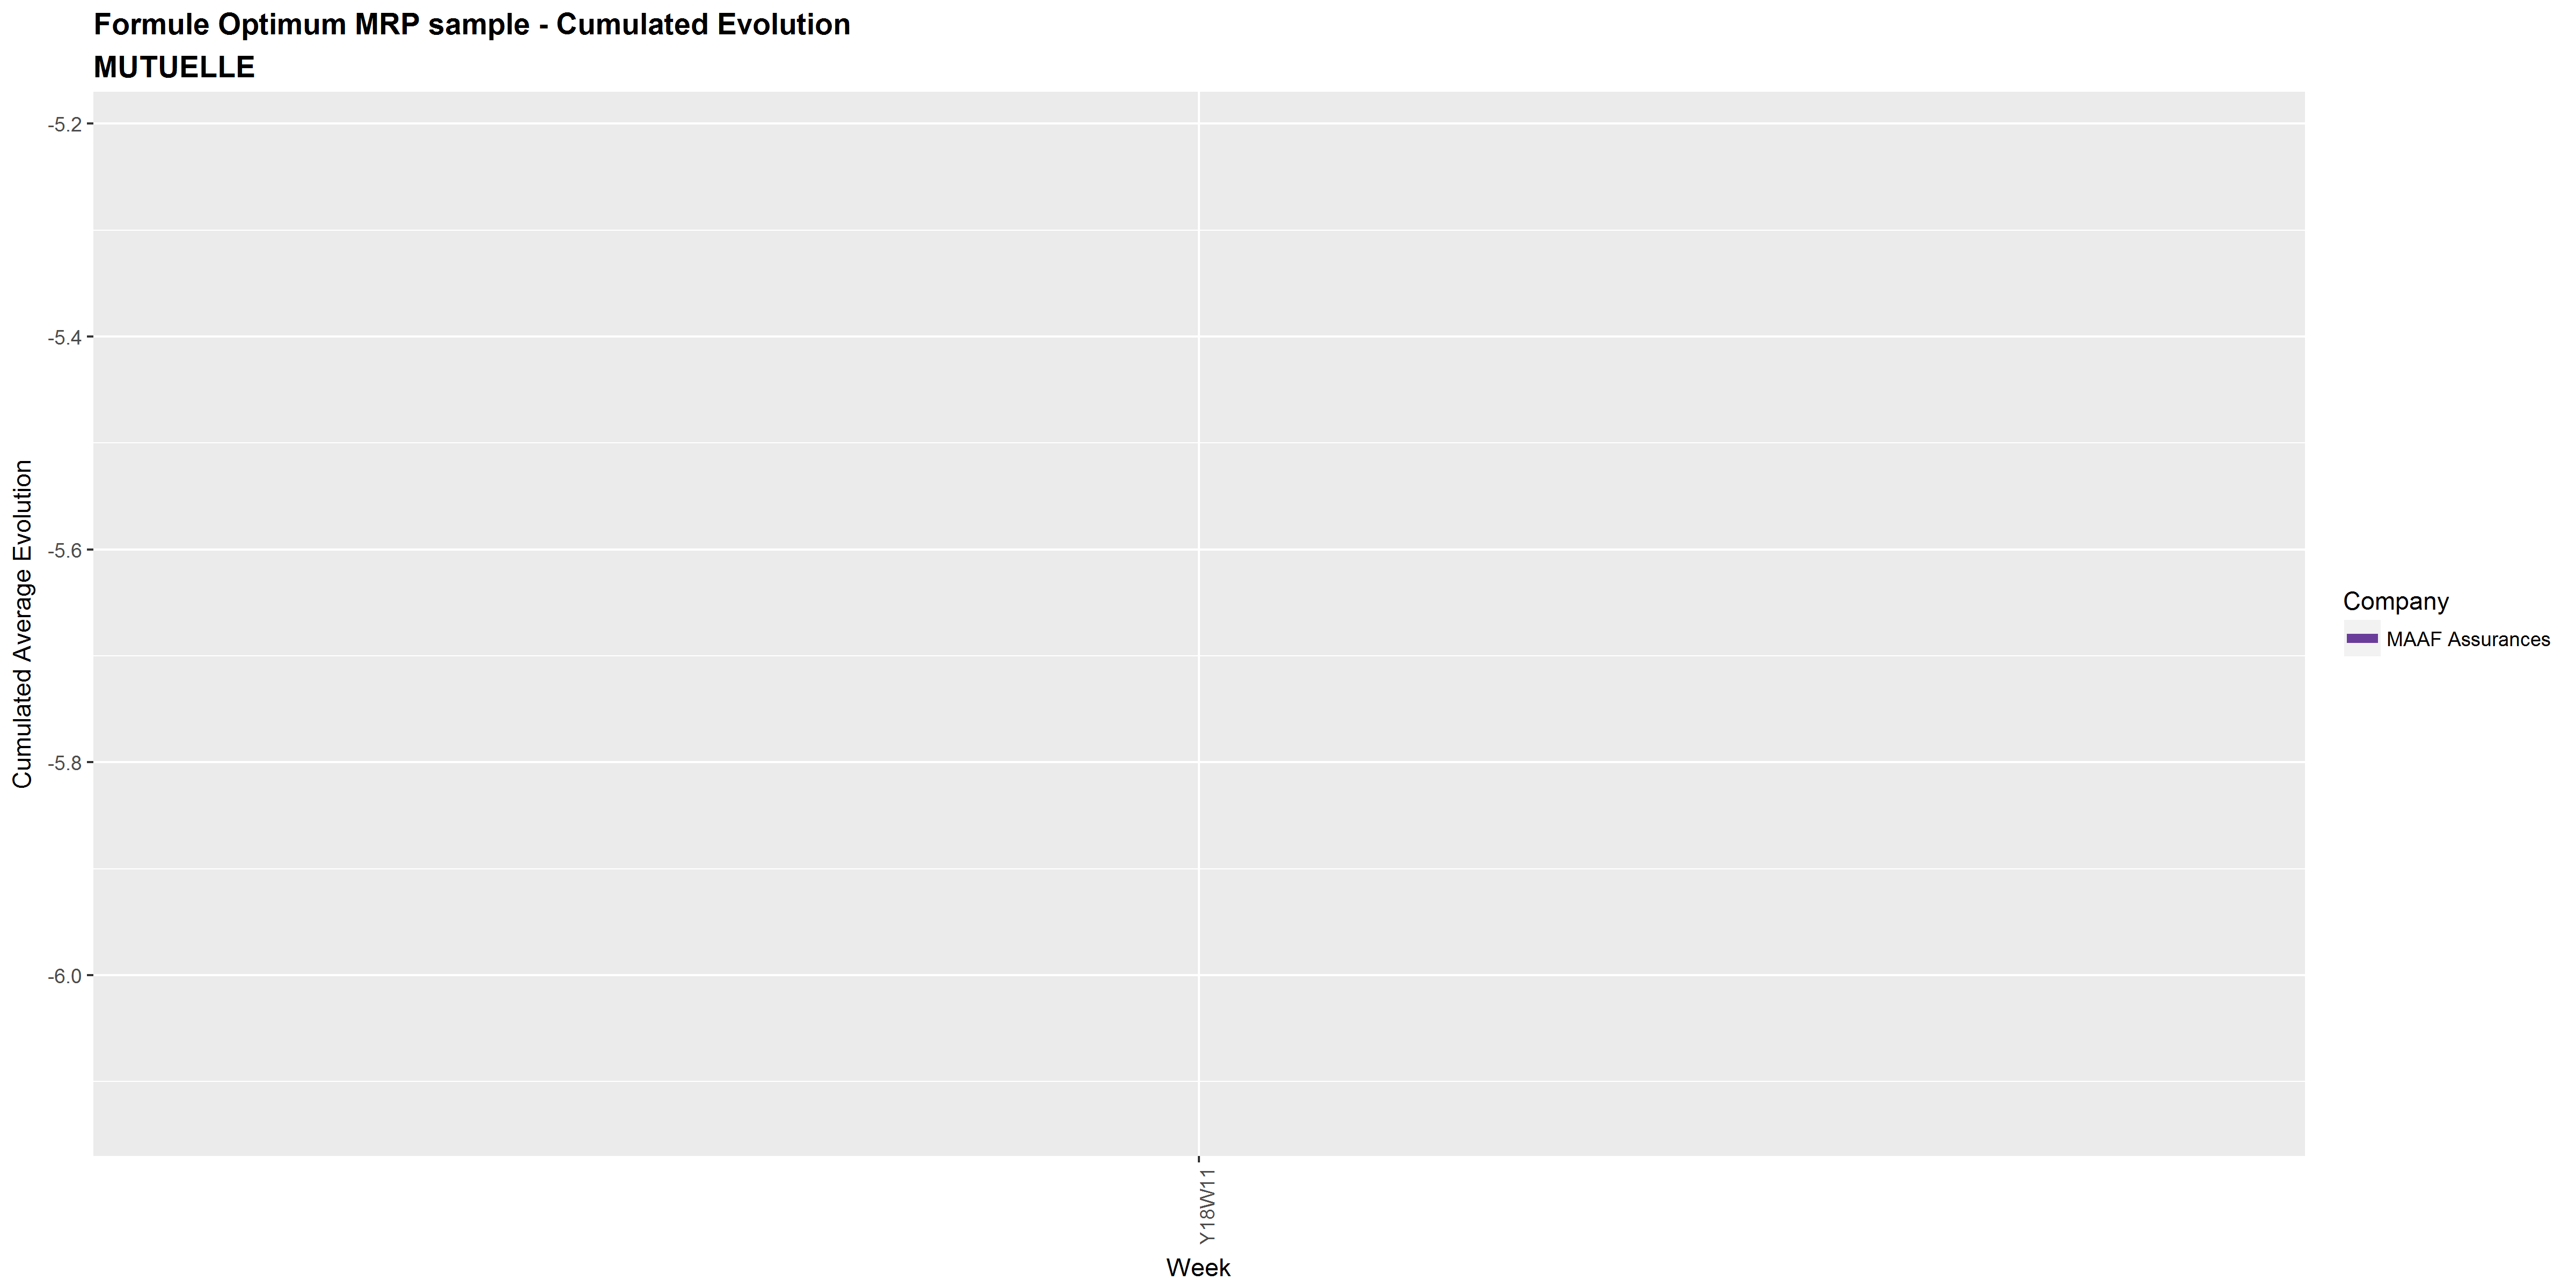 Formule Optimum MRP sample - Cumulated Evolution
MUTUELLE
Cumulated Average Evolution
-5.2
-5.4
-5.6
-5.8
-6.0
Y18W11
Week
Company
MAAF Assurances